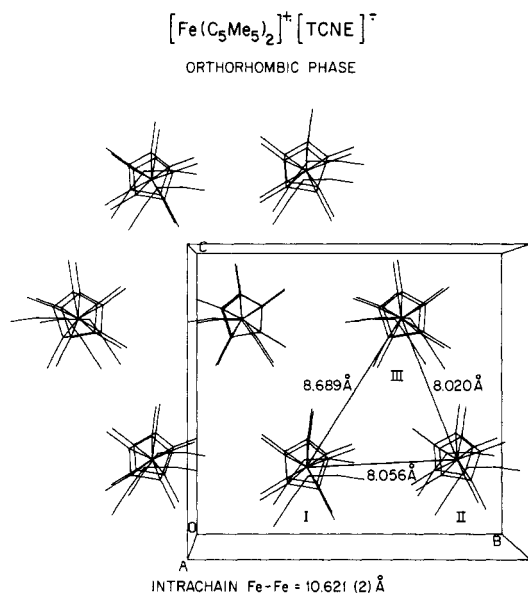 [Fe(C5Me5)2]+· [TCNE]-·
ORTHORHOMBIC PHASE
C
8.689Å
III
8.020 Å
8.056Å
I
II
O
B
A
INTRACHAIN Fe-Fe = 10.621 (2) Å